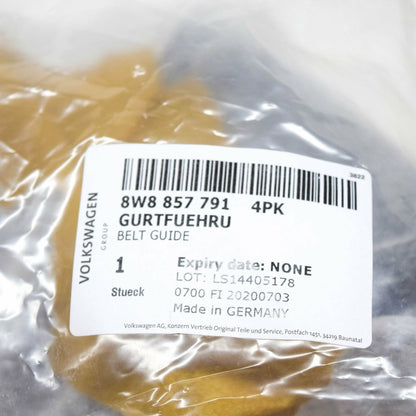 3822
8W8 857 791 4PK
GURTFUEHRU
BELT GUIDE
VOLKSWAGEN
GROUP
1
Stueck
Expiry date: NONE
LOT: LS14405178
0700 FI 20200703
Made in GERMANY
Volkswagen AG, Konzern Vertrieb Original Teile und Service, Postfach 1451, 34219 Baunatal